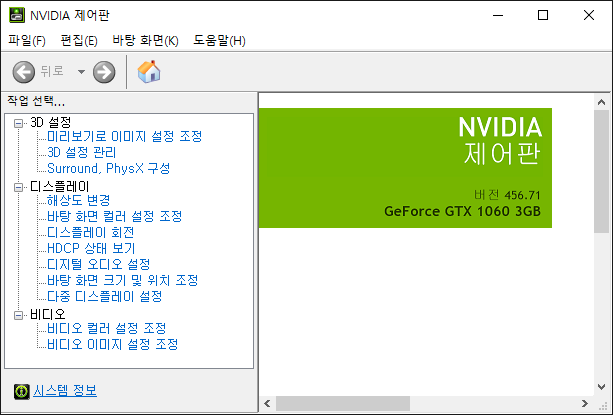 NVIDIA 제어판
파일(F) 편집(E) 바탕 화면(K) 도움말(H)
뒤로
작업 선택...
3D 설정
미리보기로 이미지 설정 조정
3D 설정 관리
Surround, PhysX 구성
디스플레이
해상도 변경
바탕 화면 컬러 설정 조정
디스플레이 회전
HDCP 상태 보기
디지털 오디오 설정
바탕 화면 크기 및 위치 조정
다중 디스플레이 설정
비디오
비디오 컬러 설정 조정
비디오 이미지 설정 조정
시스템 정보
NVIDIA
제어판
버전 456.71
GeForce GTX 1060 3GB